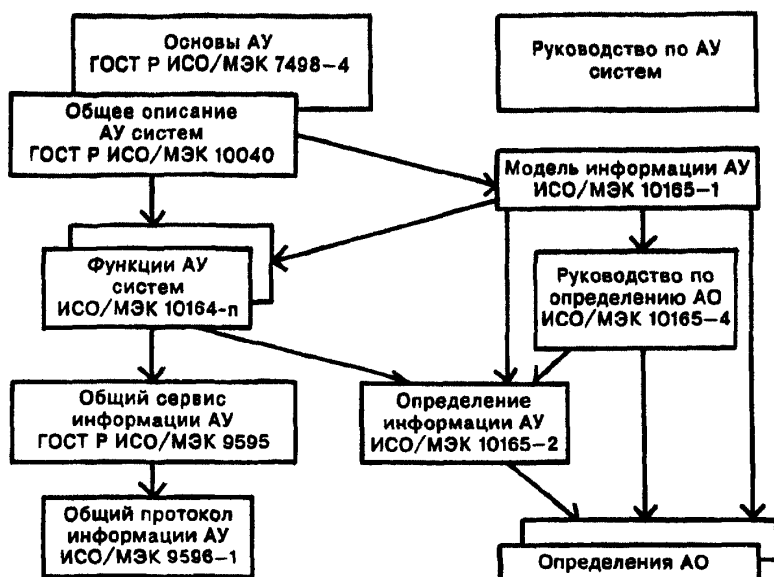 Основы АУ
ГОСТ Р ИСО/МЭК 7498–4
Руководство по АУ
систем
Общее описание
АУ систем
ГОСТ Р ИСО/МЭК 10040
Модель информации АУ
ИСО/МЭК 10165–1
Функции АУ
систем
ИСО/МЭК 10164-п
Руководство по
определению АО
ИСО/МЭК 10165–4
Общий сервис
информации АУ
ГОСТ Р ИСО/МЭК 9595
Определение
информации АУ
ИСО/МЭК 10165–2
Общий протокол
информации АУ
ИСО/МЭК 9596–1
Определения АО